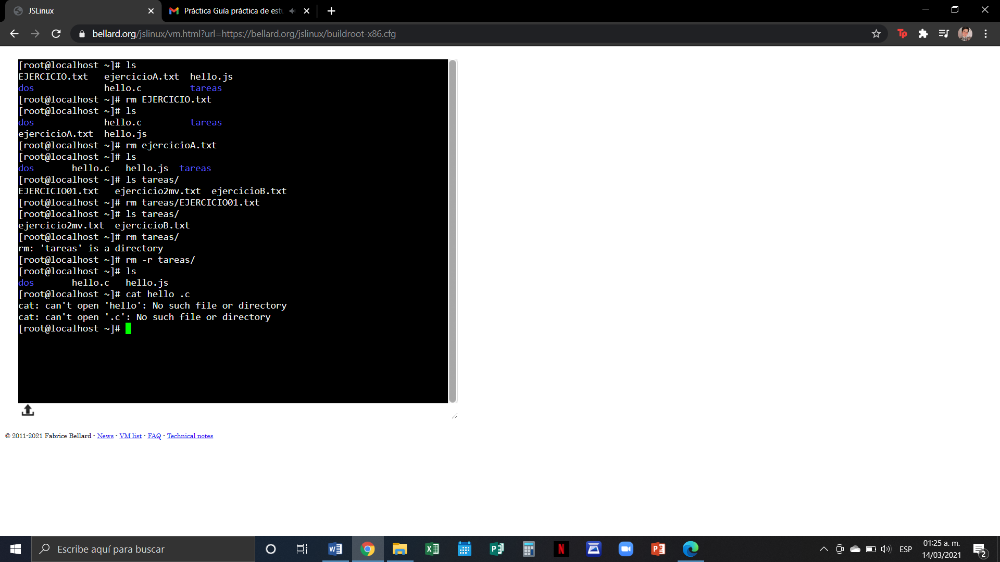 JSLinux
Práctica Guía práctica de estu
bellard.org/jslinux/vm.html?url=https://bellard.org/jslinux/buildroot-x86.cfg
[root@localhost ~]# ls
EJERCICIO.txt   ejercicioA.txt  hello.js
dos             hello.c         tareas
[root@localhost ~]# rm EJERCICIO.txt
[root@localhost ~]# ls
dos             hello.c         tareas
ejercicioA.txt  hello.js
[root@localhost ~]# rm ejercicioA.txt
[root@localhost ~]# ls
dos       hello.c   hello.js  tareas
[root@localhost ~]# ls tareas/
EJERCICIO01.txt   ejercicio2mv.txt  ejercicioB.txt
[root@localhost ~]# rm tareas/EJERCICIO01.txt
[root@localhost ~]# ls tareas/
ejercicio2mv.txt  ejercicioB.txt
[root@localhost ~]# rm tareas/
rm: 'tareas' is a directory
[root@localhost ~]# rm -r tareas/
[root@localhost ~]# ls
dos       hello.c   hello.js
[root@localhost ~]# cat hello .c
cat: can't open 'hello': No such file or directory
cat: can't open '.c': No such file or directory
[root@localhost ~]#
© 2011-2021 Fabrice Bellard - News - VM list - FAQ - Technical notes
Escribe aquí para buscar
ESP
01:25 a. m.
14/03/2021
2